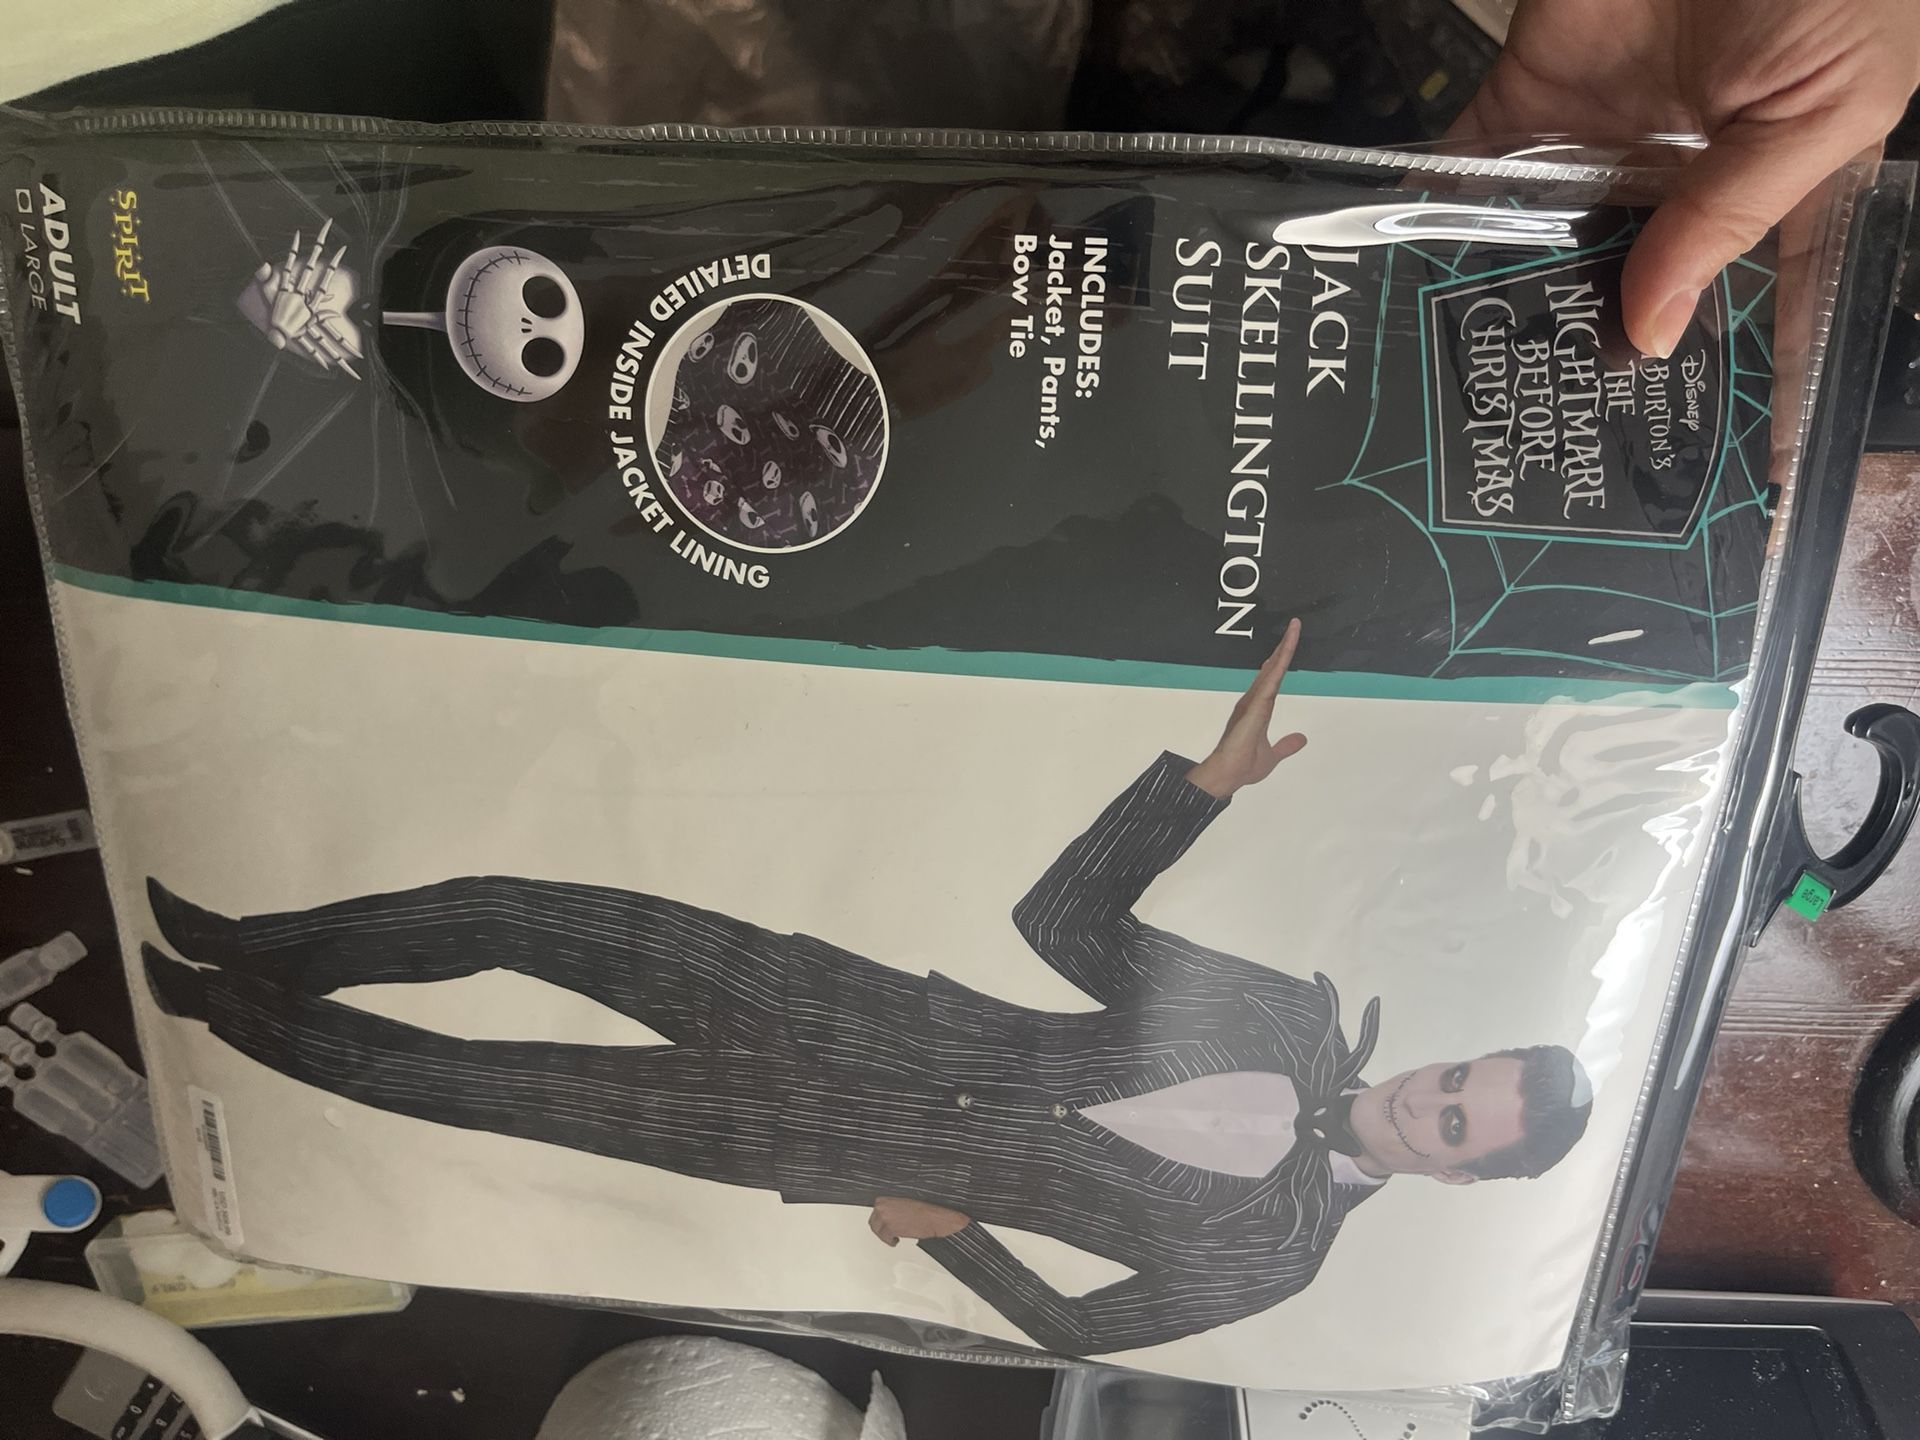 Disney
BURTON'S
THE
NIGHTMARE
BEFORE
CHRISTMAS
JACK
SKELLINGTON
SUIT
INCLUDES:
Jacket, Pants,
Bow Tie
DETAILED INSIDE JACKET LINING
SPIRIT
ADULT
LARGE
Large